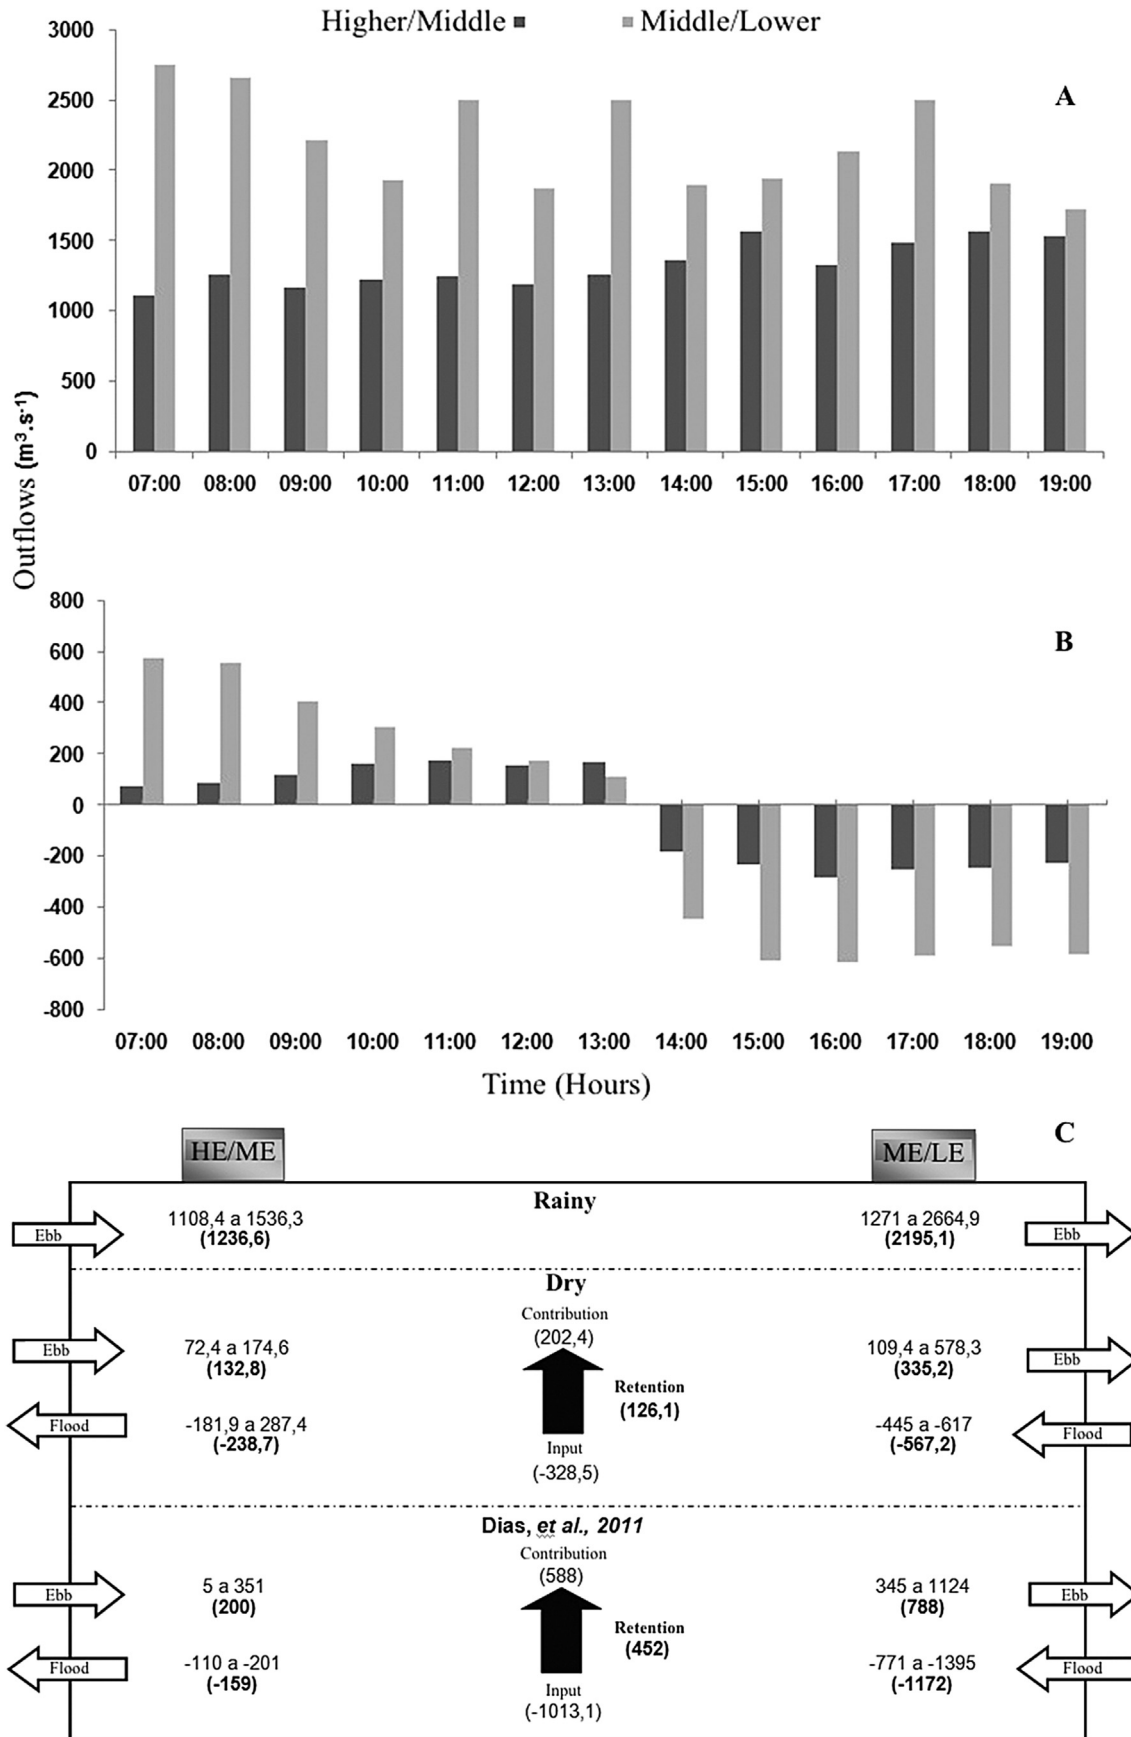 Higher/Middle
Middle/Lower
A
Outflows (m³.s-¹)
3000
2500
2000
1500
1000
500
0
07:00 08:00 09:00 10:00 11:00 12:00 13:00 14:00 15:00 16:00 17:00 18:00 19:00
B
800
600
400
200
0
-200
-400
-600
-800
07:00 08:00 09:00 10:00 11:00 12:00 13:00 14:00 15:00 16:00 17:00 18:00 19:00
Time (Hours)
C
HE/ME
ME/LE
Rainy
Ebb
1108,4 a 1536,3
(1236,6)
1271 a 2664,9
(2195,1)
Ebb
Dry
Contribution
(202,4)
Ebb
72,4 a 174,6
(132,8)
109,4 a 578,3
(335,2)
Ebb
Retention
(126,1)
Flood
-181,9 a 287,4
(-238,7)
-445 a -617
(-567,2)
Flood
Input
(-328,5)
Dias, et al., 2011
Contribution
(588)
Ebb
5 a 351
(200)
345 a 1124
(788)
Ebb
Retention
(452)
Flood
-110 a -201
(-159)
-771 a -1395
(-1172)
Flood
Input
(-1013,1)